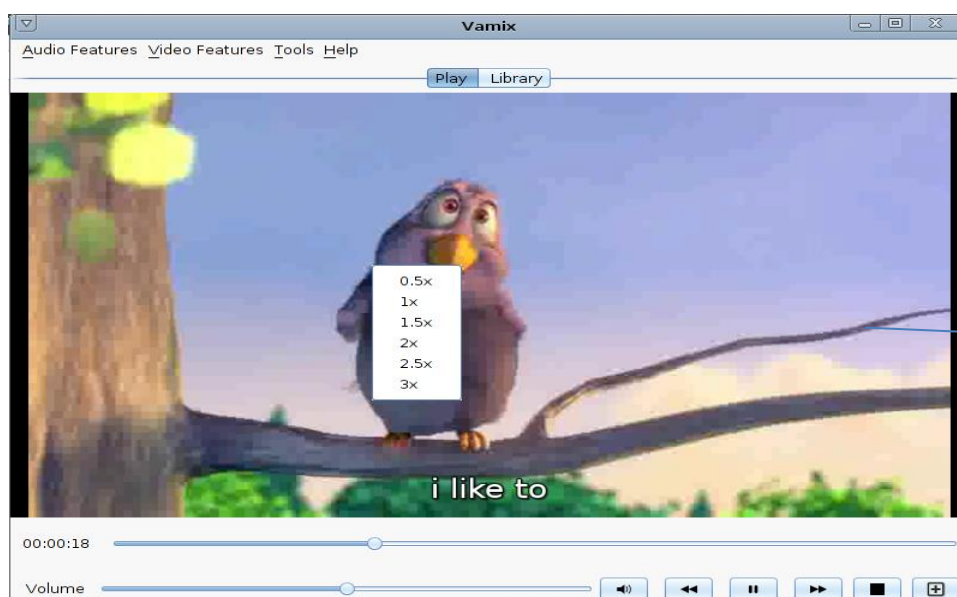 Vamix
Audio Features Video Features Tools Help
Play Library
0.5x
1x
1.5x
2x
2.5x
3x
i like to
00:00:18
Volume